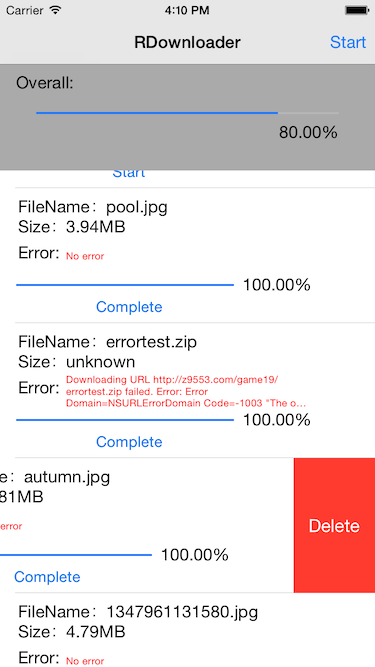 Carrier 4:10 PM
RDownloader Start
Overall:
80.00%
Start
FileName：pool.jpg
Size：3.94MB
Error: No error
100.00%
Complete
FileName：errortest.zip
Size：unknown
Error: Downloading URL http://z9553.com/game19/
errortest.zip failed. Error: Error
Domain=NSURLErrorDomain Code=-1003 "The o...
100.00%
Complete
e：autumn.jpg
81MB
error
100.00%
Complete
Delete
FileName：1347961131580.jpg
Size：4.79MB
Error: No error